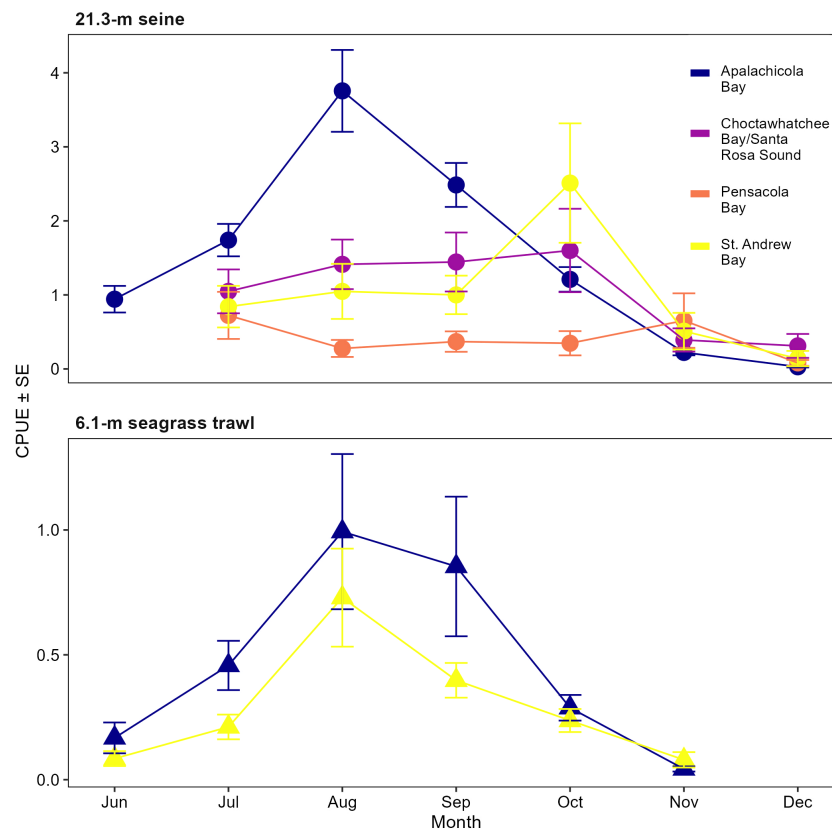 21.3-m seine
4
3
2
1
0
Apalachicola
Bay
Choctawhatchee
Bay/Santa
Rosa Sound
Pensacola
Bay
St. Andrew
Bay
CPUE ± SE
6.1-m seagrass trawl
1.0
0.5
0.0
Jun Jul Aug Sep Oct Nov Dec
Month